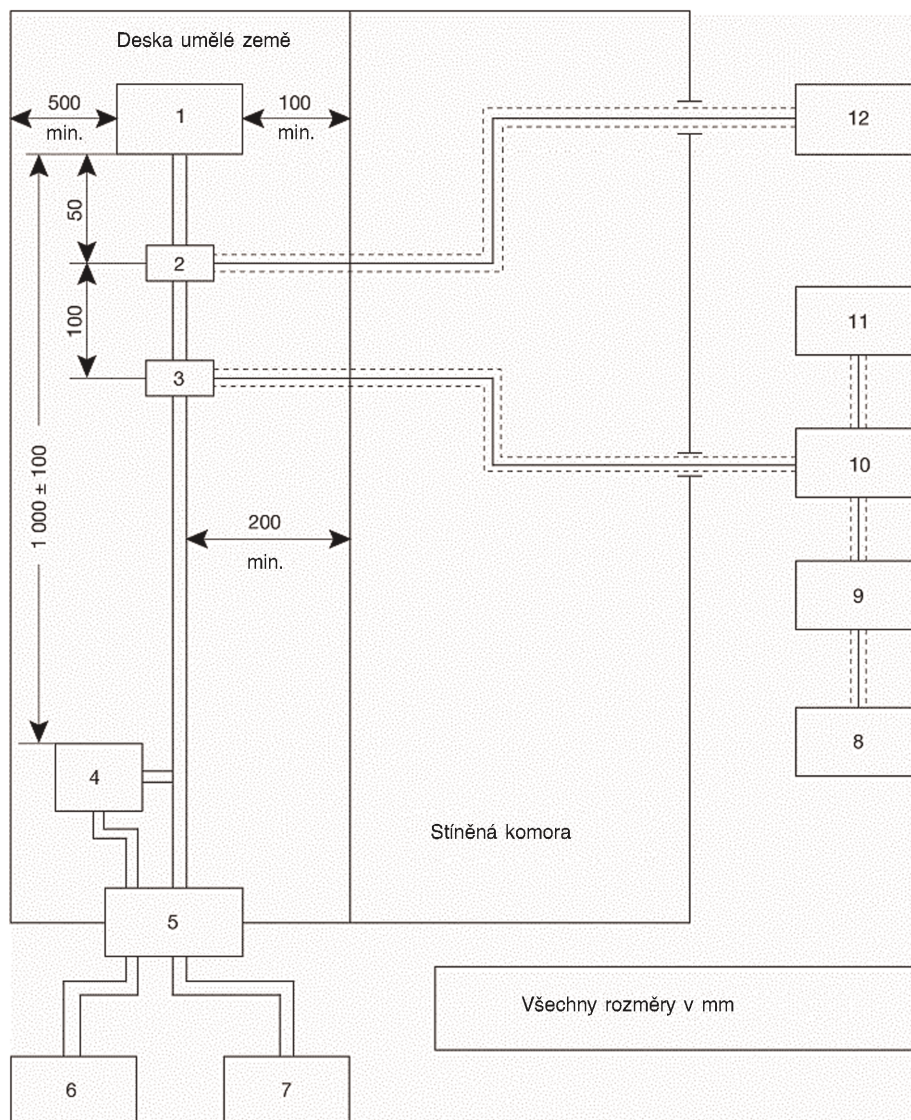 Deska umělé země
500
min.
1
100
min.
12
50
2
100
11
3
1 000 ± 100
10
200
min.
9
4
8
Stíněná komora
5
Všechny rozměry v mm
6
7